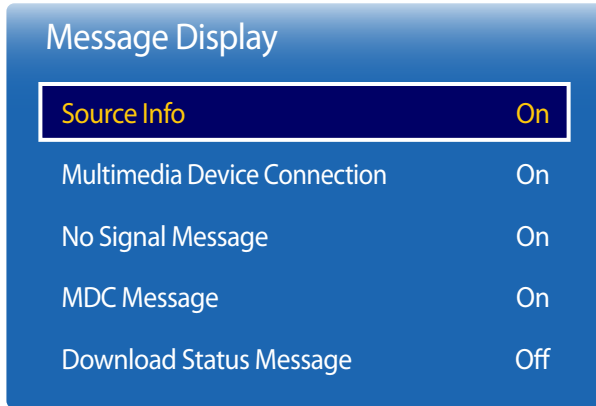 Message Display
Source Info On
Multimedia Device Connection On
No Signal Message On
MDC Message On
Download Status Message Off